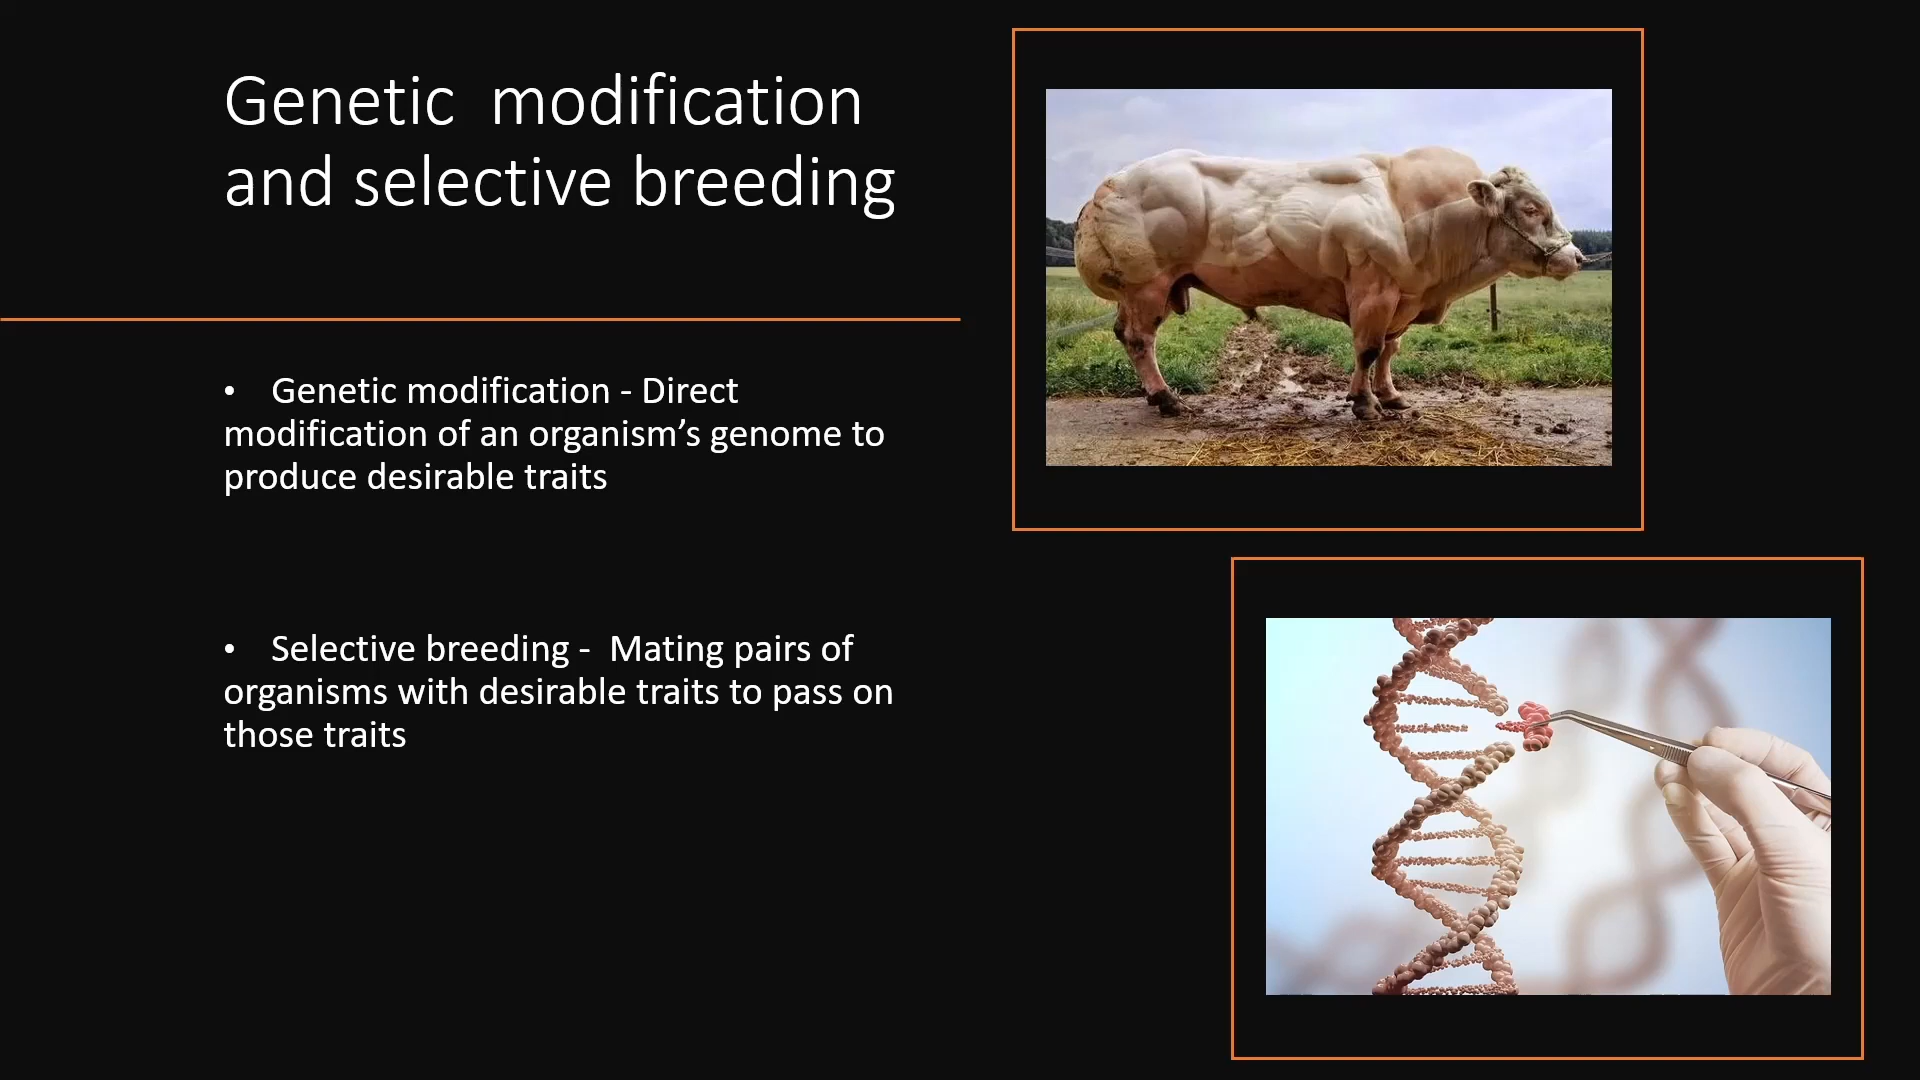 Genetic  modification
and selective breeding
• Genetic modification - Direct
modification of an organism’s genome to
produce desirable traits
• Selective breeding -  Mating pairs of
organisms with desirable traits to pass on
those traits